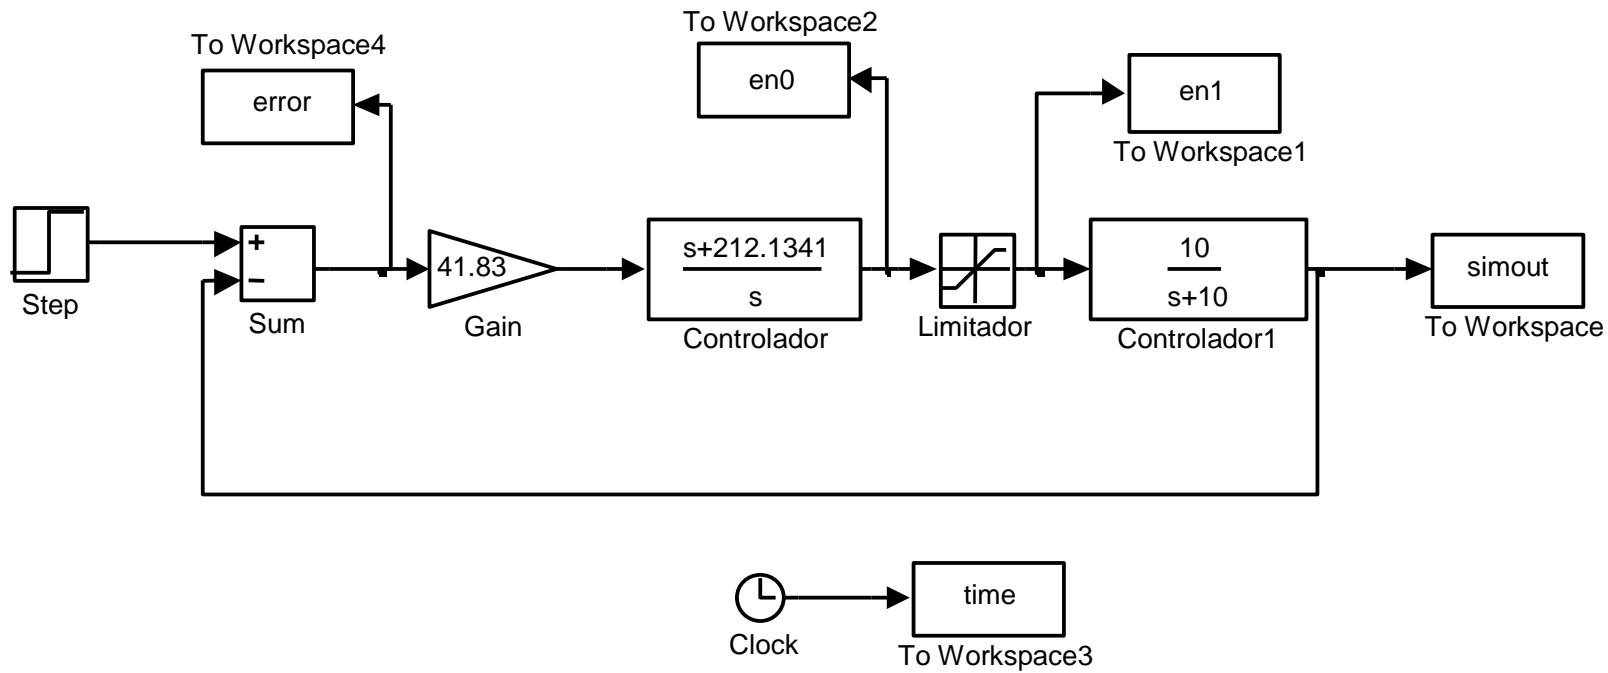 To Workspace4
error
To Workspace2
en0
en1
To Workspace1
Step
+
−
Sum
41.83
Gain
s+212.1341
s
Controlador
Limitador
10
s+10
Controlador1
simout
To Workspace
Clock
time
To Workspace3